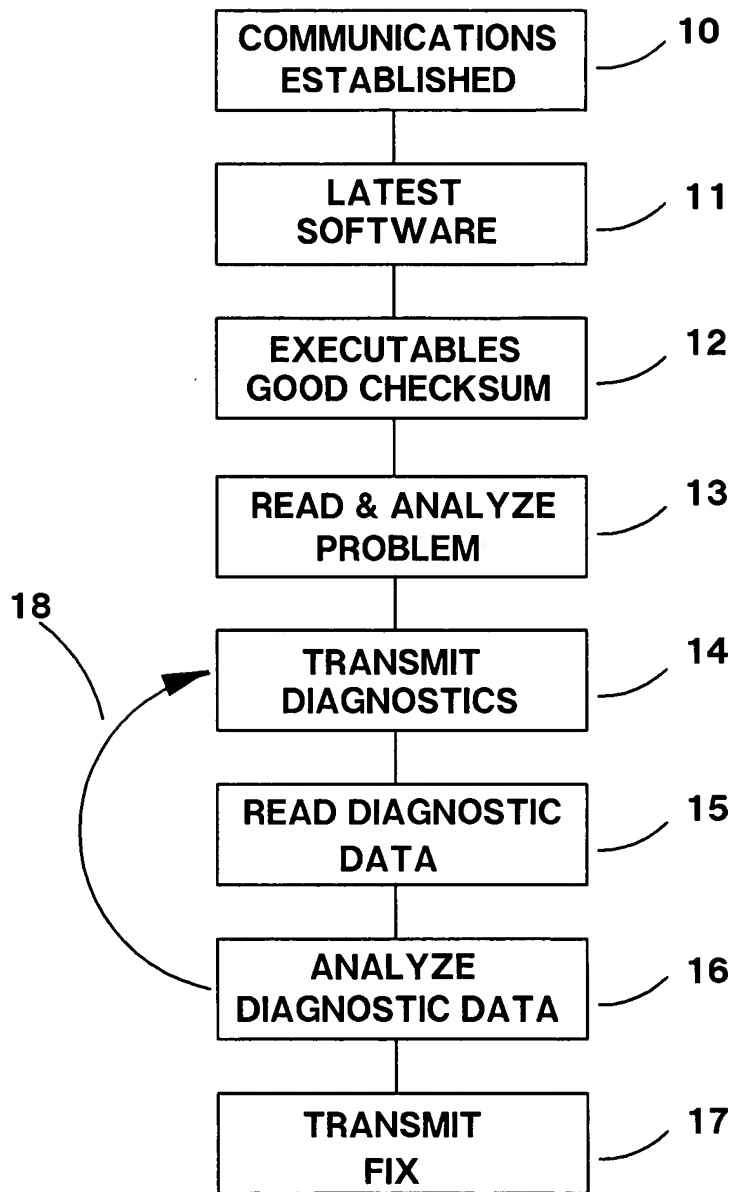 COMMUNICATIONS
ESTABLISHED
10
LATEST
SOFTWARE
11
EXECUTABLES
GOOD CHECKSUM
12
READ & ANALYZE
PROBLEM
13
18
TRANSMIT
DIAGNOSTICS
14
READ DIAGNOSTIC
DATA
15
ANALYZE
DIAGNOSTIC DATA
16
TRANSMIT
FIX
17